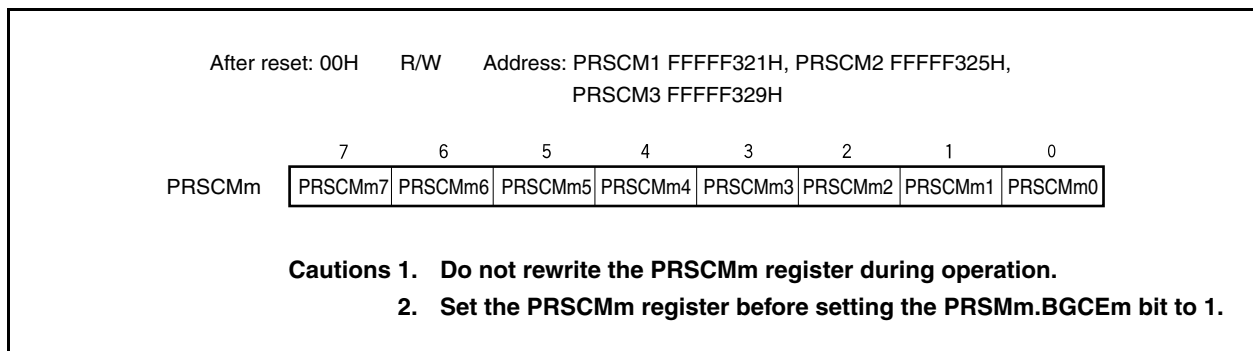 After reset: 00H R/W Address: PRSCM1 FFFFF321H, PRSCM2 FFFFF325H,
PRSCM3 FFFFF329H
7 6 5 4 3 2 1 0
PRSCMm PRSCMm7 PRSCMm6 PRSCMm5 PRSCMm4 PRSCMm3 PRSCMm2 PRSCMm1 PRSCMm0
Cautions 1. Do not rewrite the PRSCMm register during operation.
2. Set the PRSCMm register before setting the PRSMm.BGCEm bit to 1.